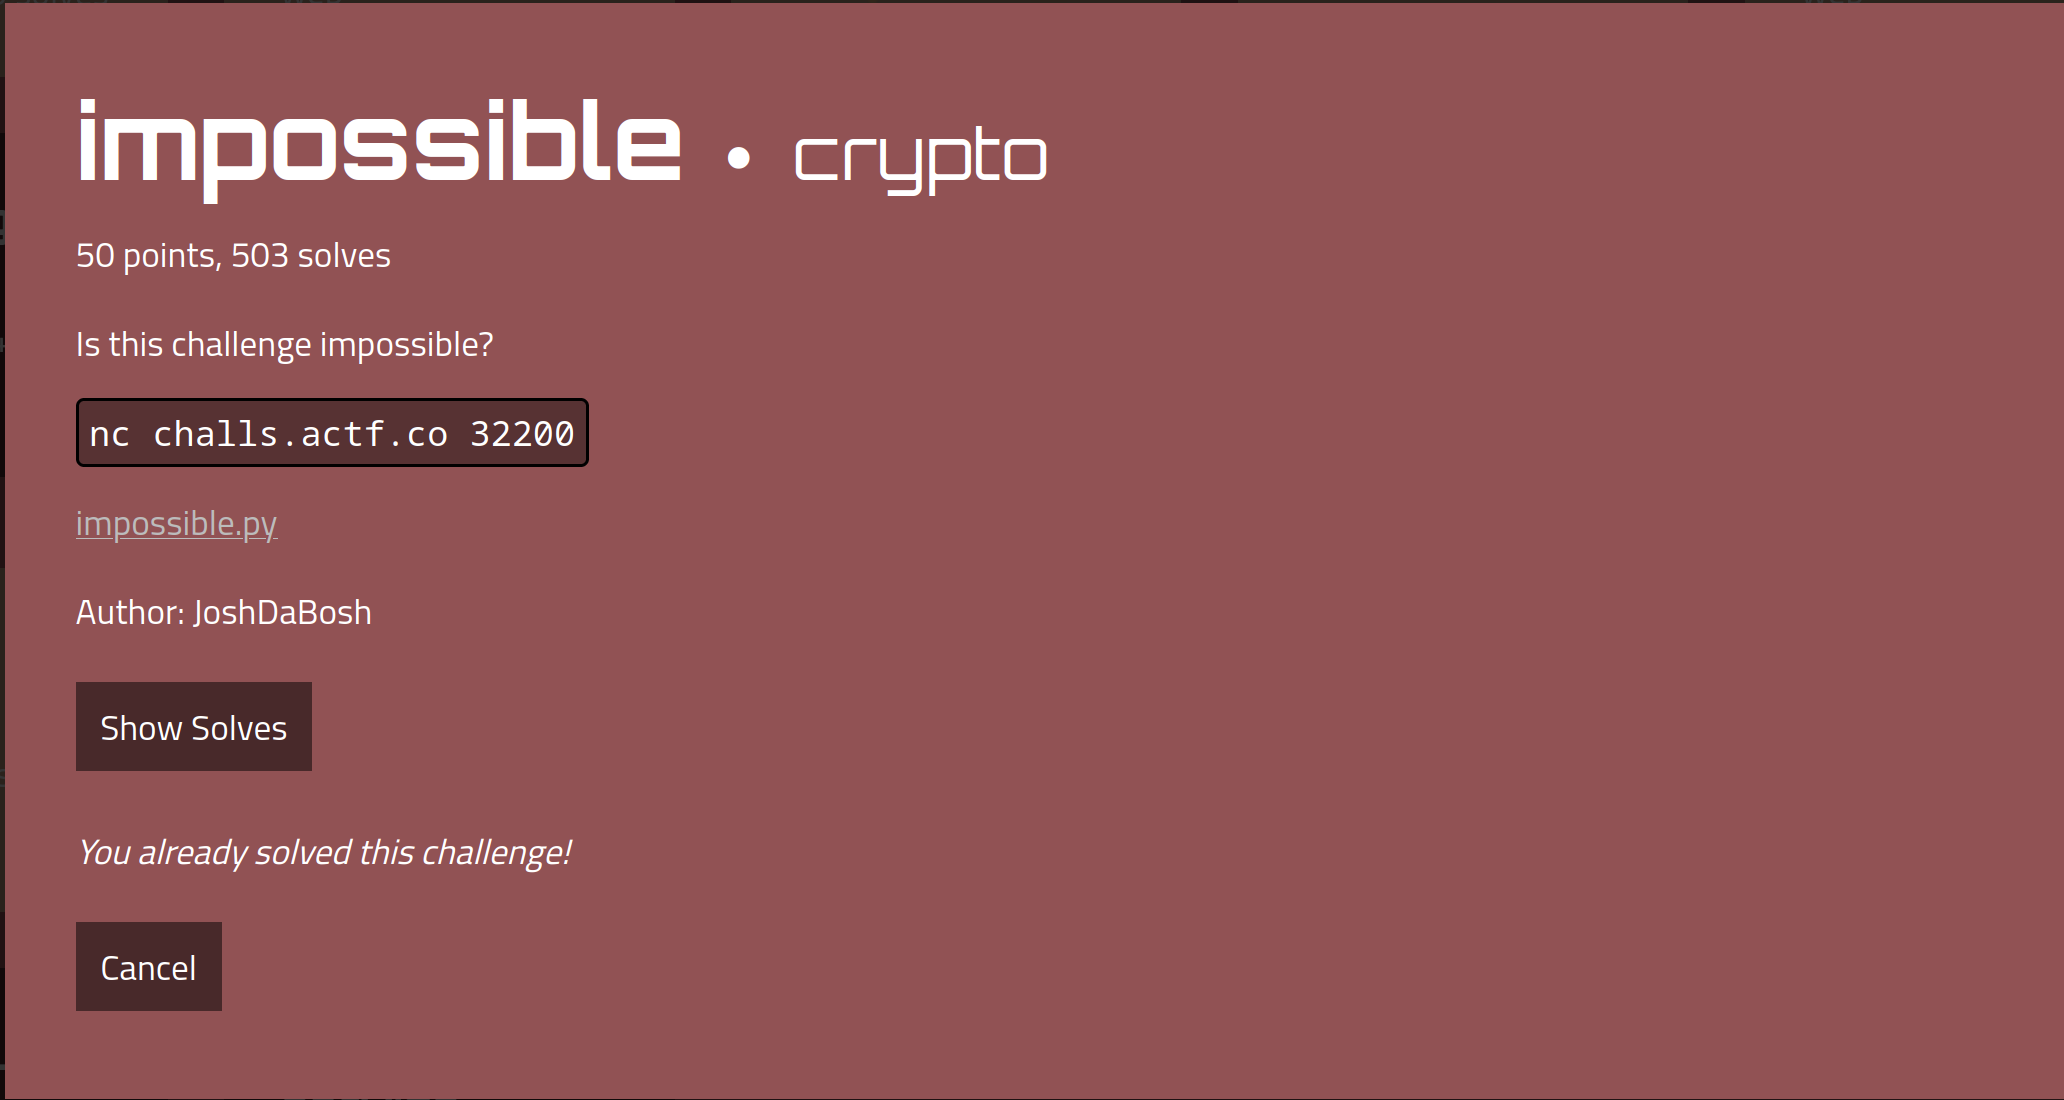 impossible • crypto
50 points, 503 solves
Is this challenge impossible?
nc challs.actf.co 32200
impossible.py
Author: JoshDaBosh
Show Solves
You already solved this challenge!
Cancel